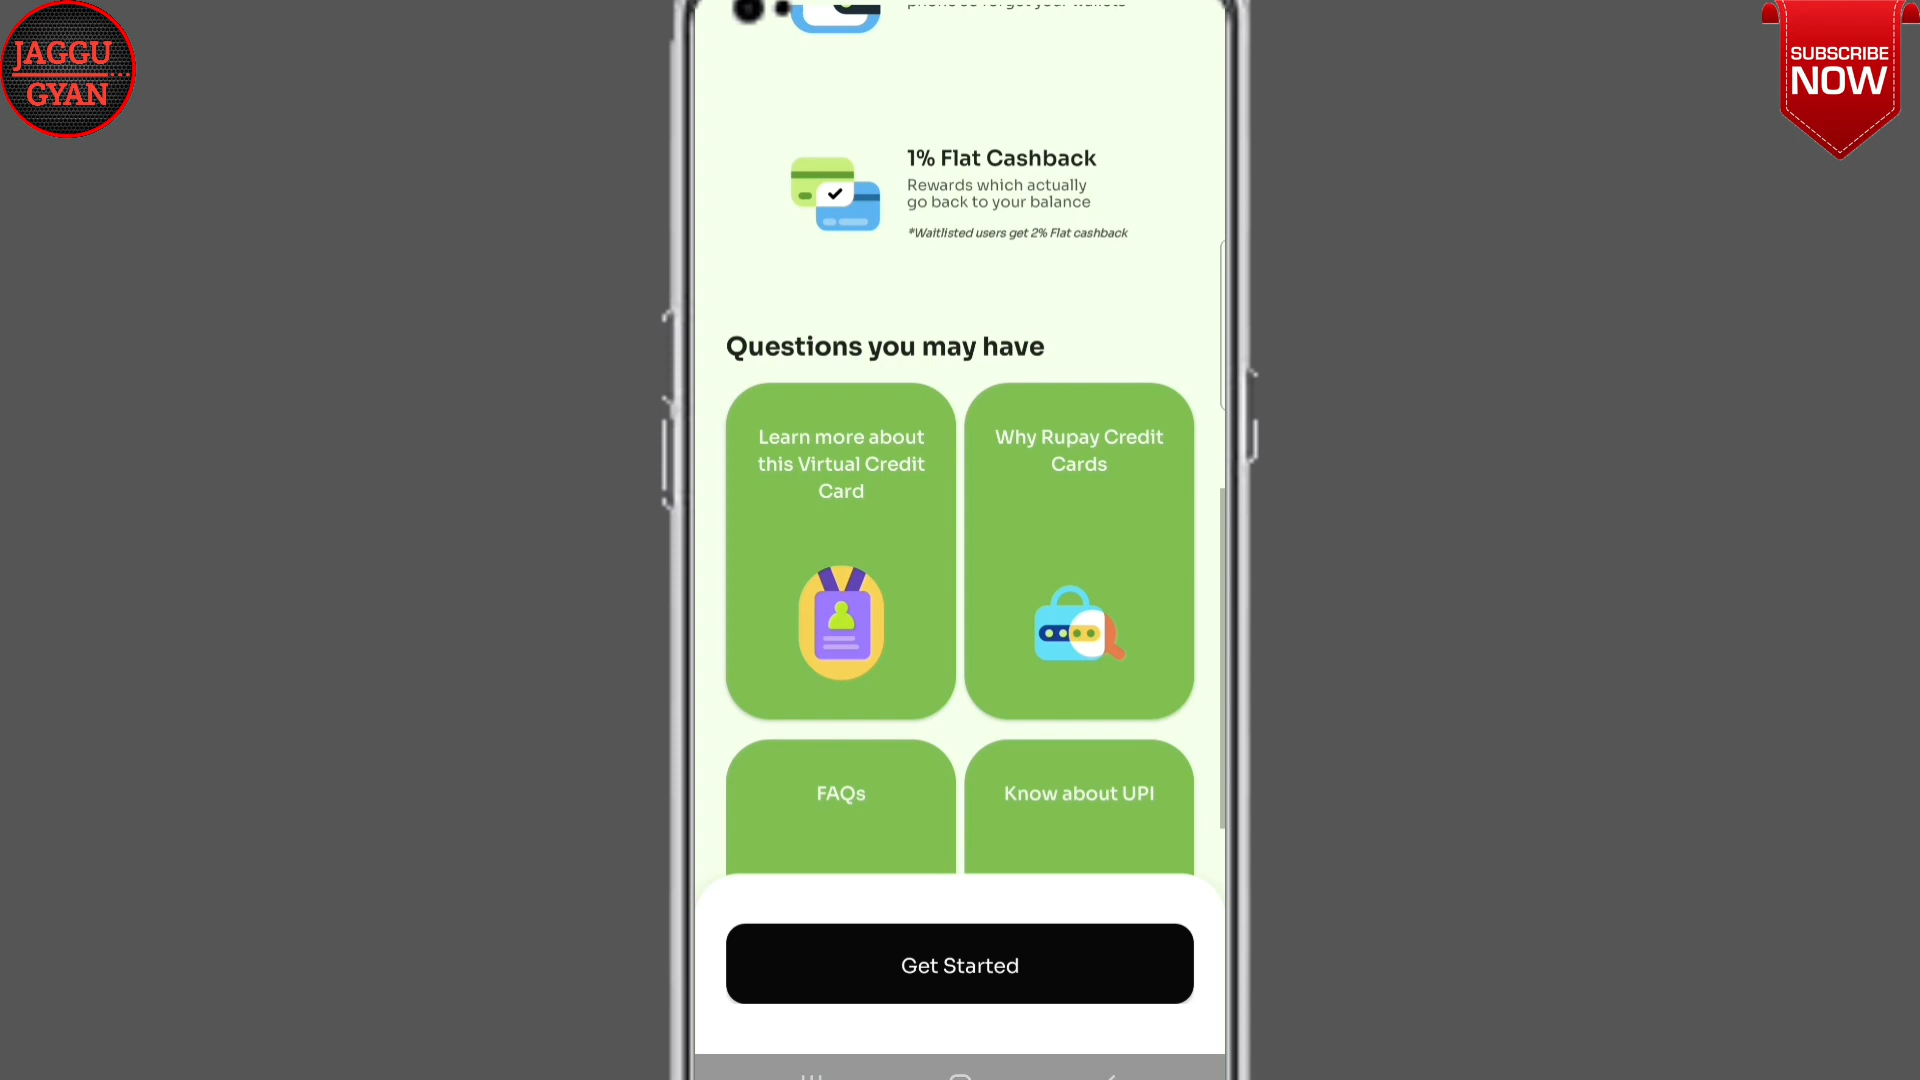 JAGGU
GYAN
SUBSCRIBE
NOW
1% Flat Cashback
Rewards which actually
go back to your balance
*Waitlisted users get 2% Flat cashback
Questions you may have
Learn more about
this Virtual Credit
Card
Why Rupay Credit
Cards
FAQs
Know about UPI
Get Started